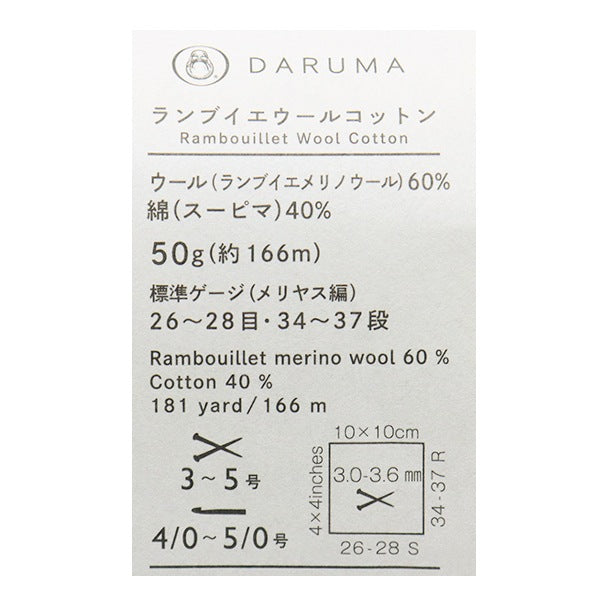 DARUMA
ランブイエウールコットン
Rambouillet Wool Cotton
ウール(ランブイエメリノウール)60%
綿(スーピマ)40%
50g(約166m)
標準ゲージ(メリヤス編)
26〜28目・34〜37段
Rambouillet merino wool 60 %
Cotton 40 %
181 yard/166 m
3〜5号
4/0〜5/0号
10×10cm
4×4inches
3.0-3.6 mm
34-37 R
26-28 S